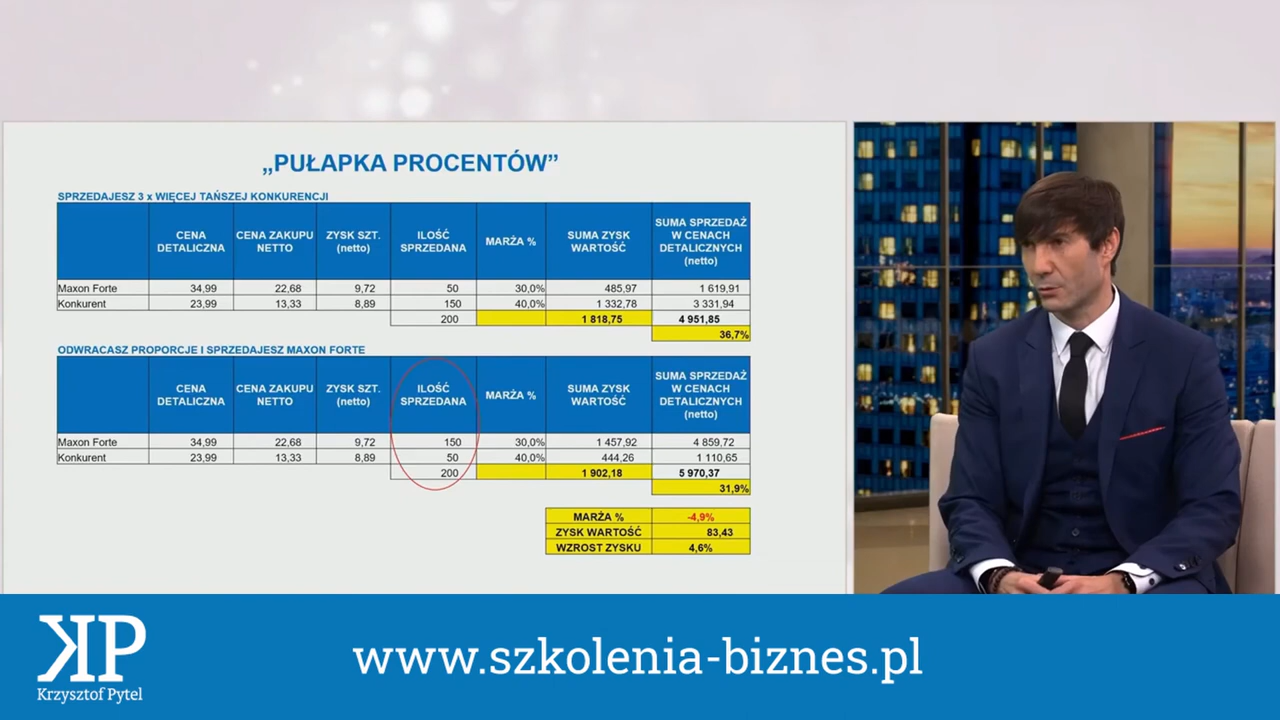 „PUŁAPKA PROCENTÓW”
SPRZEDAJESZ 3 x WIĘCEJ TAŃSZEJ KONKURENCJI
CENA DETALICZNA CENA ZAKUPU NETTO ZYSK SZT. (netto) ILOŚĆ SPRZEDANA MARŻA % SUMA ZYSK WARTOŚĆ SUMA SPRZEDAŻ W CENACH DETALICZNYCH (netto)
Maxon Forte 34,99 22,68 9,72 50 30,0% 485,97 1 619,91
Konkurent 23,99 13,33 8,89 150 40,0% 1 332,78 3 331,94
200 1 818,75 4 951,85
36,7%
ODWRACASZ PROPORCJE I SPRZEDAJESZ MAXON FORTE
CENA DETALICZNA CENA ZAKUPU NETTO ZYSK SZT. (netto) ILOŚĆ SPRZEDANA MARŻA % SUMA ZYSK WARTOŚĆ SUMA SPRZEDAŻ W CENACH DETALICZNYCH (netto)
Maxon Forte 34,99 22,68 9,72 150 30,0% 1 457,92 4 859,72
Konkurent 23,99 13,33 8,89 50 40,0% 444,26 1 110,65
200 1 902,18 5 970,37
31,9%
MARŻA % -4,9%
ZYSK WARTOŚĆ 83,43
WZROST ZYSKU 4,6%
KP
Krzysztof Pytel
www.szkolenia-biznes.pl